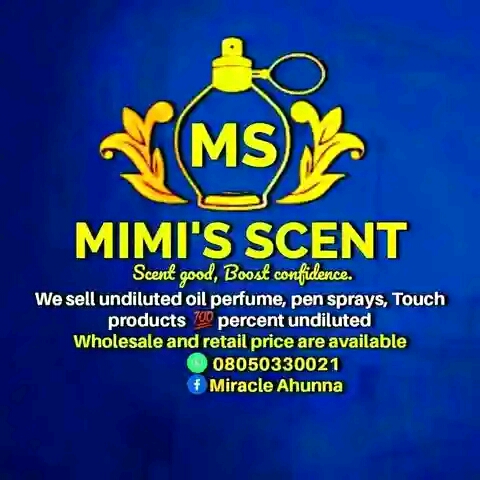 MS
MIMI'S SCENT
Scent good, Boost confidence.
We sell undiluted oil perfume, pen sprays, Touch
products 💯 percent undiluted
Wholesale and retail price are available
08050330021
Miracle Ahunna